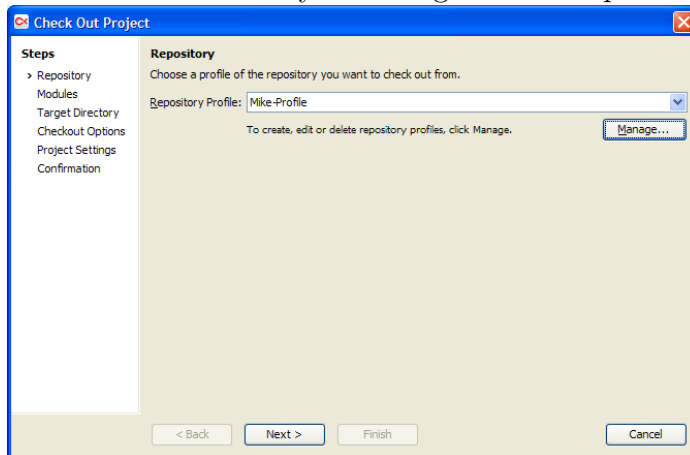 Check Out Project
Steps
> Repository
Modules
Target Directory
Checkout Options
Project Settings
Confirmation
Repository
Choose a profile of the repository you want to check out from.
Repository Profile: Mike-Profile
To create, edit or delete repository profiles, click Manage.
Manage...
< Back
Next >
Finish
Cancel